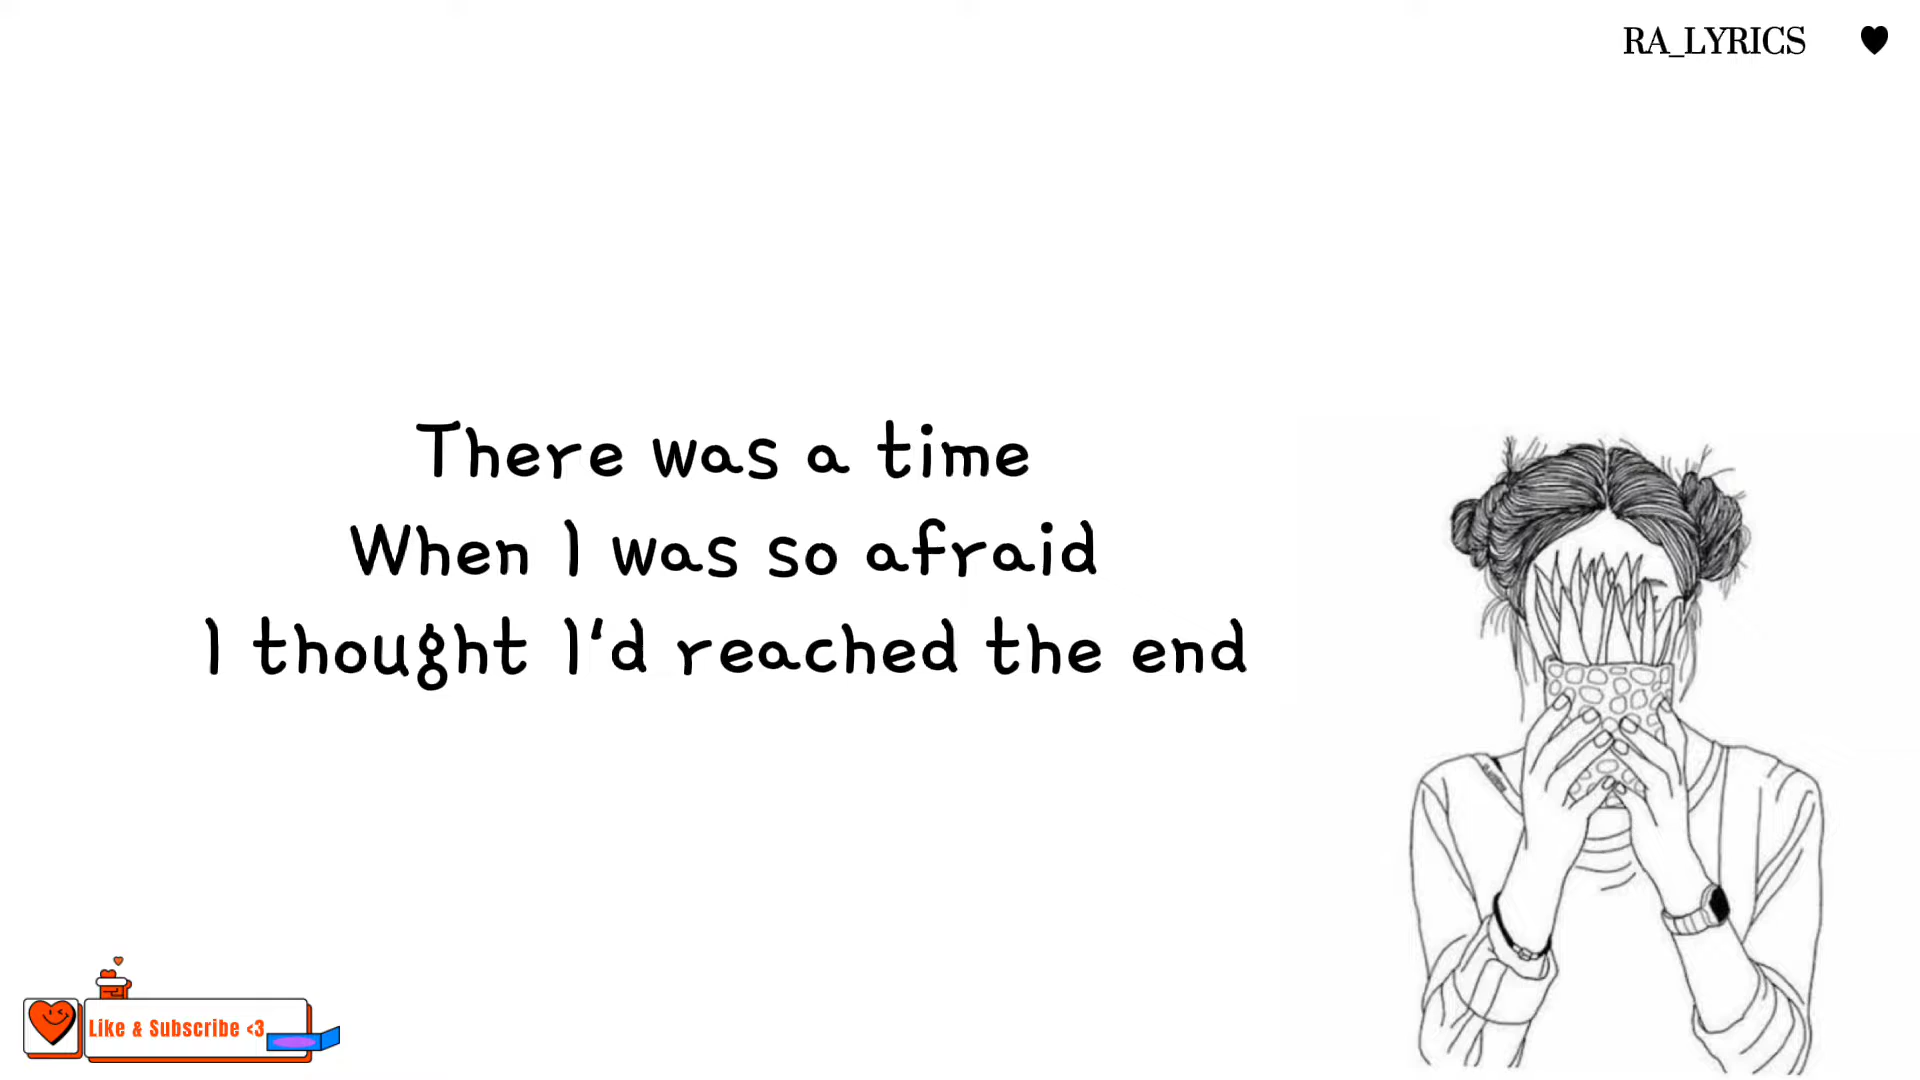 RA_LYRICS
There was a time
When I was so afraid
I thought I'd reached the end
Like & Subscribe <3